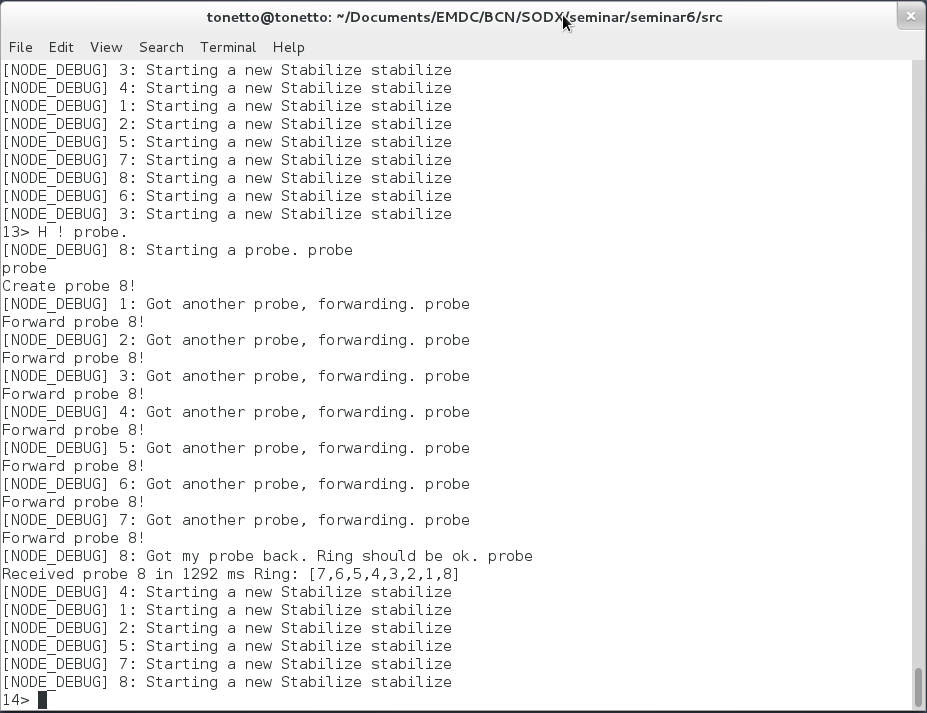 tonetto@tonetto: ~/Documents/EMDC/BCN/SODX/seminar/seminar6/src
File Edit View Search Terminal Help
[NODE_DEBUG] 3: Starting a new Stabilize stabilize
[NODE_DEBUG] 4: Starting a new Stabilize stabilize
[NODE_DEBUG] 1: Starting a new Stabilize stabilize
[NODE_DEBUG] 2: Starting a new Stabilize stabilize
[NODE_DEBUG] 5: Starting a new Stabilize stabilize
[NODE_DEBUG] 7: Starting a new Stabilize stabilize
[NODE_DEBUG] 8: Starting a new Stabilize stabilize
[NODE_DEBUG] 6: Starting a new Stabilize stabilize
[NODE_DEBUG] 3: Starting a new Stabilize stabilize
13> H ! probe.
[NODE_DEBUG] 8: Starting a probe. probe
probe
Create probe 8!
[NODE_DEBUG] 1: Got another probe, forwarding. probe
Forward probe 8!
[NODE_DEBUG] 2: Got another probe, forwarding. probe
Forward probe 8!
[NODE_DEBUG] 3: Got another probe, forwarding. probe
Forward probe 8!
[NODE_DEBUG] 4: Got another probe, forwarding. probe
Forward probe 8!
[NODE_DEBUG] 5: Got another probe, forwarding. probe
Forward probe 8!
[NODE_DEBUG] 6: Got another probe, forwarding. probe
Forward probe 8!
[NODE_DEBUG] 7: Got another probe, forwarding. probe
Forward probe 8!
[NODE_DEBUG] 8: Got my probe back. Ring should be ok. probe
Received probe 8 in 1292 ms Ring: [7,6,5,4,3,2,1,8]
[NODE_DEBUG] 4: Starting a new Stabilize stabilize
[NODE_DEBUG] 1: Starting a new Stabilize stabilize
[NODE_DEBUG] 2: Starting a new Stabilize stabilize
[NODE_DEBUG] 5: Starting a new Stabilize stabilize
[NODE_DEBUG] 7: Starting a new Stabilize stabilize
[NODE_DEBUG] 8: Starting a new Stabilize stabilize
14>